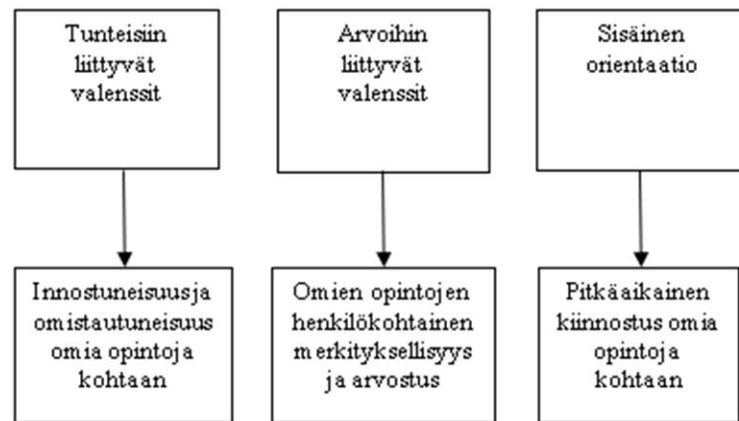 Tunteisiin
liittyvät
valenssit
Arvoihin
liittyvät
valenssit
Sisäinen
orientaatio
Innostuneisuus ja
omistautuneisuus
omia opintoja
kohtaan
Omien opintojen
henkilökohtainen
merkityksellisyys
ja arvostus
Pitkäaikainen
kiinnostus omia
opintoja
kohtaan